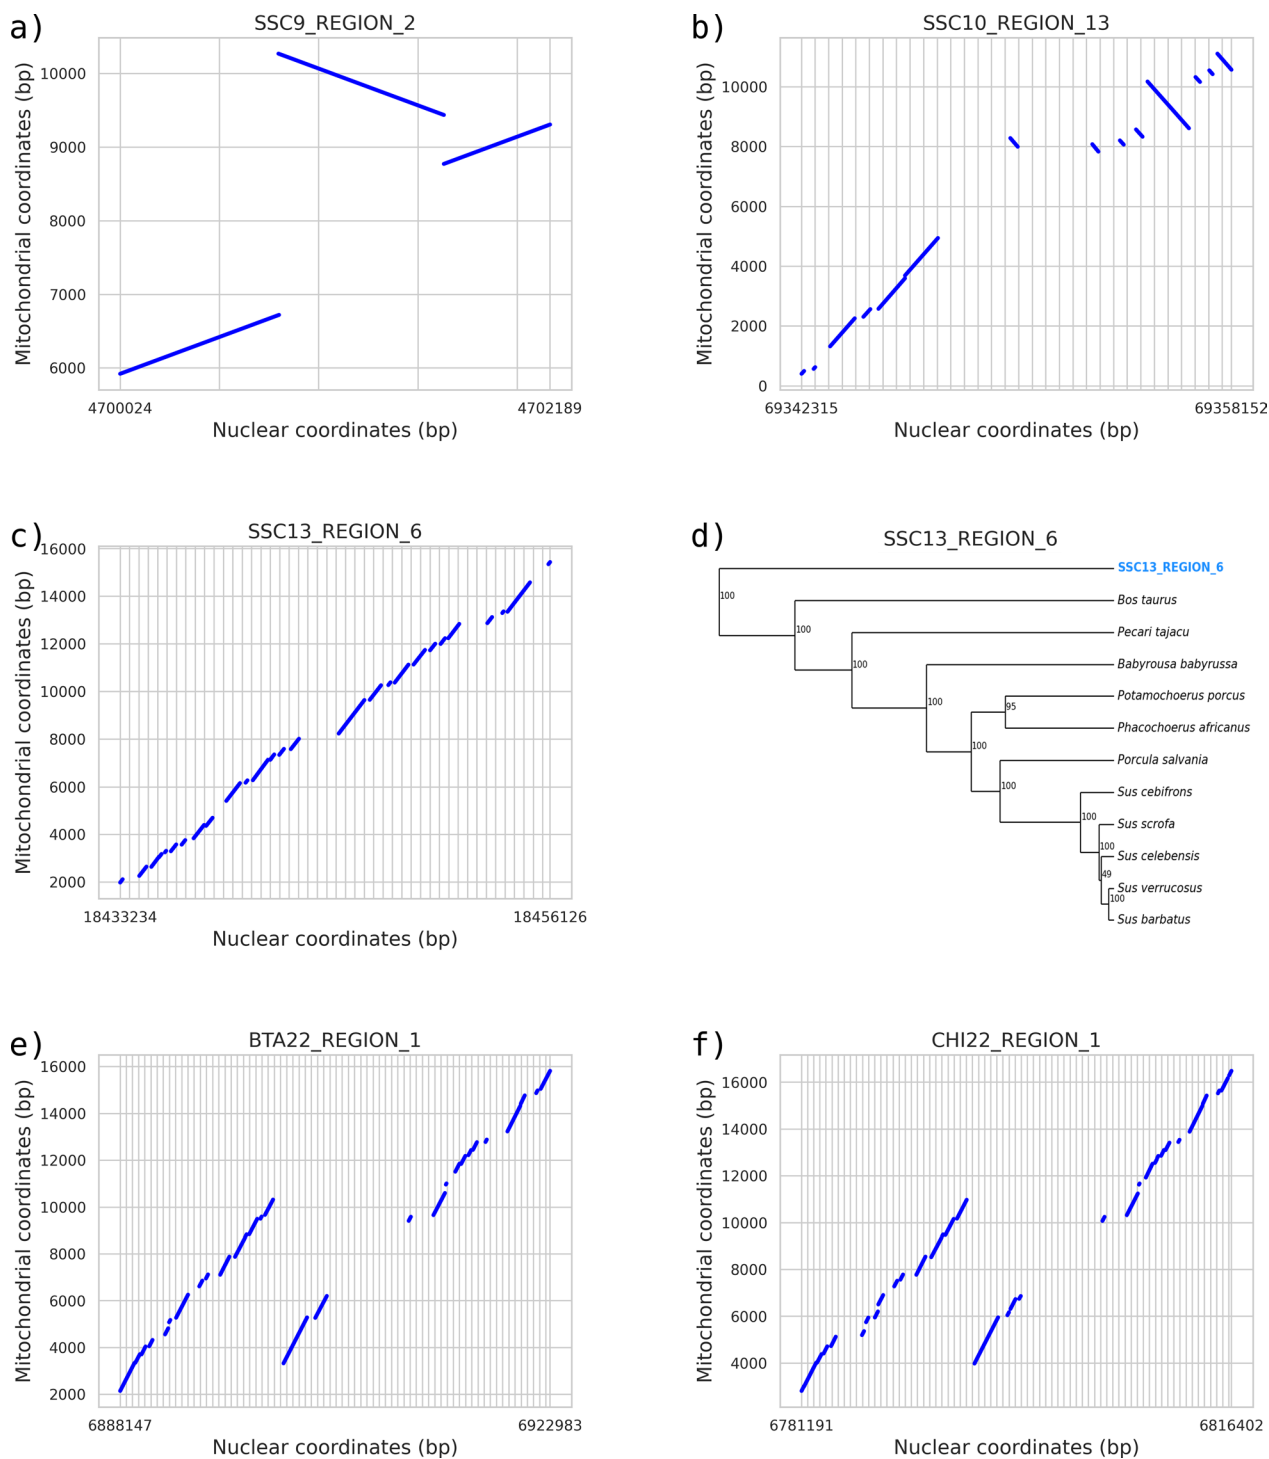 a)
SSC9_REGION_2
Mitochondrial coordinates (bp)
10000
9000
8000
7000
6000
4700024
4702189
Nuclear coordinates (bp)
b)
SSC10_REGION_13
Mitochondrial coordinates (bp)
10000
8000
6000
4000
2000
0
69342315
69358152
Nuclear coordinates (bp)
c)
SSC13_REGION_6
Mitochondrial coordinates (bp)
16000
14000
12000
10000
8000
6000
4000
2000
18433234
18456126
Nuclear coordinates (bp)
d)
SSC13_REGION_6
SSC13_REGION_6
100
Bos taurus
100
Pecari tajacu
100
Babyrousa babyrussa
100
Potamochoerus porcus
95
Phacochoerus africanus
100
Porcula salvania
100
Sus cebifrons
100
Sus scrofa
100
Sus celebensis
49
Sus verrucosus
100
Sus barbatus
e)
BTA22_REGION_1
Mitochondrial coordinates (bp)
16000
14000
12000
10000
8000
6000
4000
2000
6888147
6922983
Nuclear coordinates (bp)
f)
CHI22_REGION_1
Mitochondrial coordinates (bp)
16000
14000
12000
10000
8000
6000
4000
6781191
6816402
Nuclear coordinates (bp)